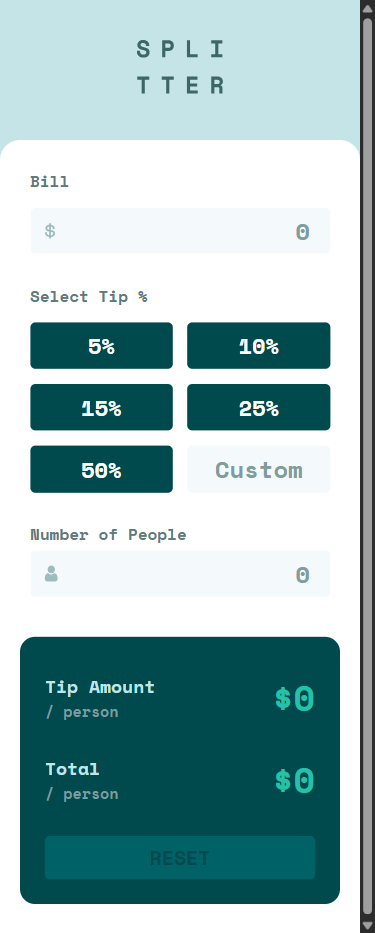 SPLI
TTER
Bill
$ 0
Select Tip %
5% 10%
15% 25%
50% Custom
Number of People
0
Tip Amount
/ person
$0
Total
/ person
$0
RESET